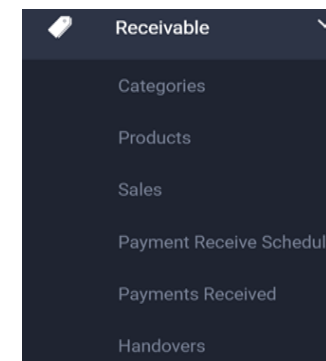 Receivable
Categories
Products
Sales
Payment Receive Schedul
Payments Received
Handovers